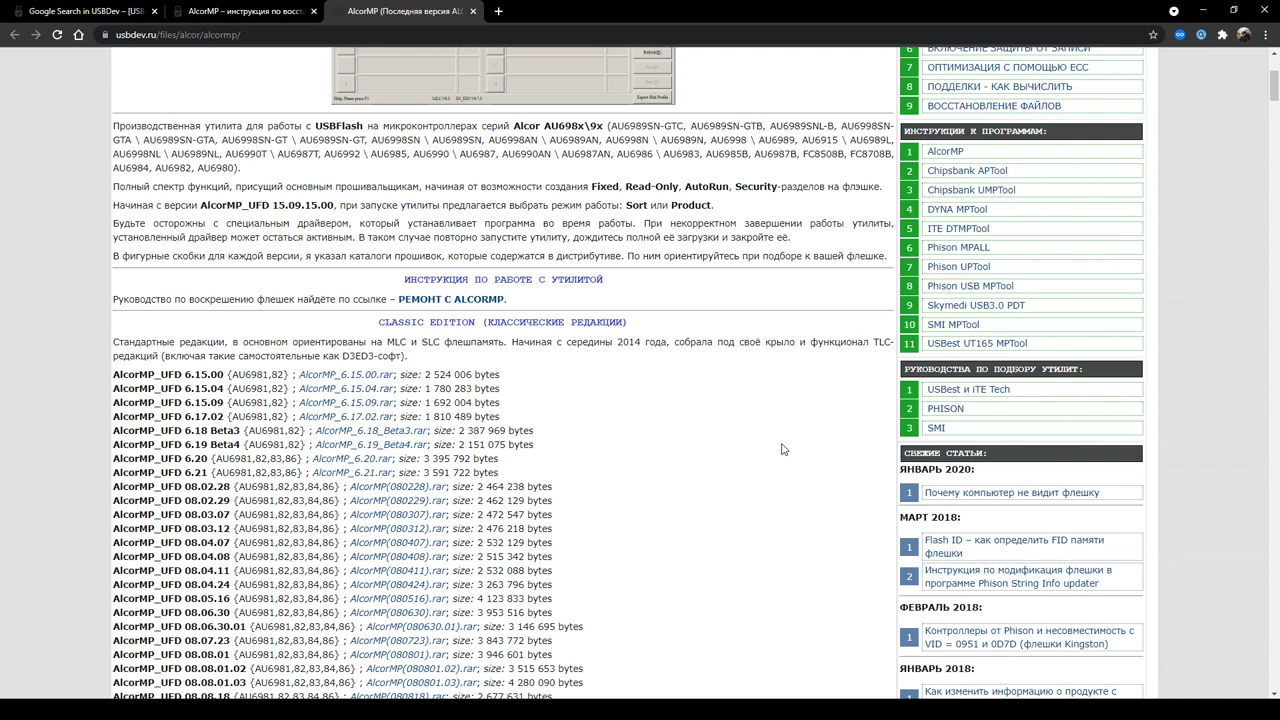 Google Search in USBDev – [USB
AlcorMP – инструкция по восст
AlcorMP (Последняя версия ALC
usbdev.ru/files/alcor/alcormp/
Производственная утилита для работы с USBFlash на микроконтроллерах серий Alcor AU698x\9x (AU6989SN-GTC, AU6989SN-GTB, AU6989SNL-B, AU6998SN-
GTA \ AU6989SN-GTA, AU6998SN-GT \ AU6989SN-GT, AU6998SN \ AU6989SN, AU6998AN \ AU6989AN, AU6998N \ AU6989N, AU6998 \ AU6989, AU6915 \ AU6989L,
AU6998NL \ AU6989NL, AU6990T \ AU6987T, AU6992 \ AU6985, AU6990 \ AU6987, AU6990AN \ AU6987AN, AU6986 \ AU6983, AU6985B, AU6987B, FC8508B, FC8708B,
AU6984, AU6982, AU6980).
Полный спектр функций, присущий основным прошивальщикам, начиная от возможности создания Fixed, Read-Only, AutoRun, Security-разделов на флэшке.
Начиная с версии AlcorMP_UFD 15.09.15.00, при запуске утилиты предлагается выбрать режим работы: Sort или Product.
Будьте осторожны с специальным драйвером, который устанавливает программа во время работы. При некорректном завершении работы утилиты,
установленный драйвер может остаться активным. В таком случае повторно запустите утилиту, дождитесь полной её загрузки и закройте её.
В фигурные скобки для каждой версии, я указал каталоги прошивок, которые содержатся в дистрибутиве. По ним ориентируйтесь при подборе к вашей флешке.
ИНСТРУКЦИЯ ПО РАБОТЕ С УТИЛИТОЙ
Руководство по воскрешению флешек найдёте по ссылке – РЕМОНТ С ALCORMP.
CLASSIC EDITION (КЛАССИЧЕСКИЕ РЕДАКЦИИ)
Стандартные редакции, в основном ориентированы на MLC и SLC флешпамять. Начиная с середины 2014 года, собрала под своё крыло и функционал TLC-
редакций (включая такие самостоятельные как D3ED3-софт).
AlcorMP_UFD 6.15.00 {AU6981,82} ; AlcorMP_6.15.00.rar; size: 2 524 006 bytes
AlcorMP_UFD 6.15.04 {AU6981,82} ; AlcorMP_6.15.04.rar; size: 1 780 283 bytes
AlcorMP_UFD 6.15.09 {AU6981,82} ; AlcorMP_6.15.09.rar; size: 1 692 004 bytes
AlcorMP_UFD 6.17.02 {AU6981,82} ; AlcorMP_6.17.02.rar; size: 1 810 489 bytes
AlcorMP_UFD 6.18 Beta3 {AU6981,82} ; AlcorMP_6.18_Beta3.rar; size: 2 387 969 bytes
AlcorMP_UFD 6.19 Beta4 {AU6981,82} ; AlcorMP_6.19_Beta4.rar; size: 2 151 075 bytes
AlcorMP_UFD 6.20 {AU6981,82,83,86} ; AlcorMP_6.20.rar; size: 3 595 792 bytes
AlcorMP_UFD 6.21 {AU6981,82,83,86} ; AlcorMP_6.21.rar; size: 3 591 722 bytes
AlcorMP_UFD 08.02.28 {AU6981,82,83,84,86} ; AlcorMP(080228).rar; size: 2 464 238 bytes
AlcorMP_UFD 08.02.29 {AU6981,82,83,84,86} ; AlcorMP(080229).rar; size: 2 462 129 bytes
AlcorMP_UFD 08.03.07 {AU6981,82,83,84,86} ; AlcorMP(080307).rar; size: 2 472 547 bytes
AlcorMP_UFD 08.03.12 {AU6981,82,83,84,86} ; AlcorMP(080312).rar; size: 2 476 218 bytes
AlcorMP_UFD 08.04.07 {AU6981,82,83,84,86} ; AlcorMP(080407).rar; size: 2 532 129 bytes
AlcorMP_UFD 08.04.08 {AU6981,82,83,84,86} ; AlcorMP(080408).rar; size: 2 515 342 bytes
AlcorMP_UFD 08.04.11 {AU6981,82,83,84,86} ; AlcorMP(080411).rar; size: 2 532 088 bytes
AlcorMP_UFD 08.04.24 {AU6981,82,83,84,86} ; AlcorMP(080424).rar; size: 3 263 796 bytes
AlcorMP_UFD 08.05.16 {AU6981,82,83,84,86} ; AlcorMP(080516).rar; size: 4 123 833 bytes
AlcorMP_UFD 08.06.30 {AU6981,82,83,84,86} ; AlcorMP(080630).rar; size: 3 953 516 bytes
AlcorMP_UFD 08.06.30.01 {AU6981,82,83,84,86} ; AlcorMP(080630.01).rar; size: 3 146 695 bytes
AlcorMP_UFD 08.07.23 {AU6981,82,83,84,86} ; AlcorMP(080723).rar; size: 3 843 772 bytes
AlcorMP_UFD 08.08.01 {AU6981,82,83,84,86} ; AlcorMP(080801).rar; size: 3 946 601 bytes
AlcorMP_UFD 08.08.01.02 {AU6981,82,83,84,86} ; AlcorMP(080801.02).rar; size: 3 515 653 bytes
AlcorMP_UFD 08.08.01.03 {AU6981,82,83,84,86} ; AlcorMP(080801.03).rar; size: 4 280 090 bytes
AlcorMP_UFD 08.08.18 {AU6981,82,83,84,86} ; AlcorMP(080818).rar; size: 2 677 631 bytes
6 ВКЛЮЧЕНИЕ ЗАЩИТЫ ОТ ЗАПИСИ
7 ОПТИМИЗАЦИЯ С ПОМОЩЬЮ ECC
8 ПОДДЕЛКИ - КАК ВЫЧИСЛИТЬ
9 ВОССТАНОВЛЕНИЕ ФАЙЛОВ
ИНСТРУКЦИИ К ПРОГРАММАМ:
1 AlcorMP
2 Chipsbank APTool
3 Chipsbank UMPTool
4 DYNA MPTool
5 ITE DTMPTool
6 Phison MPALL
7 Phison UPTool
8 Phison USB MPTool
9 Skymedi USB3.0 PDT
10 SMI MPTool
11 USBest UT165 MPTool
РУКОВОДСТВА ПО ПОДБОРУ УТИЛИТ:
1 USBest и iTE Tech
2 PHISON
3 SMI
СВЕЖИЕ СТАТЬИ:
ЯНВАРЬ 2020:
1 Почему компьютер не видит флешку
МАРТ 2018:
1 Flash ID – как определить FID памяти
флешки
2 Инструкция по модификация флешки в
программе Phison String Info updater
ФЕВРАЛЬ 2018:
1 Контроллеры от Phison и несовместимость с
VID = 0951 и 0D7D (флешки Kingston)
ЯНВАРЬ 2018:
Как изменить информацию о продукте с